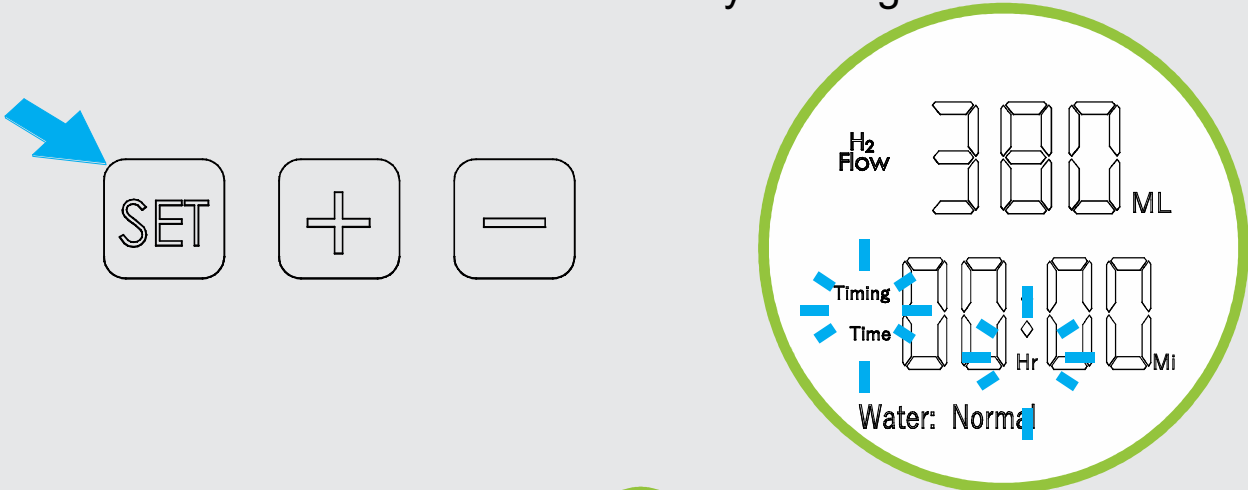 SET + −
H2
Flow
380 ML
Timing
Time
00:00
Hr
Mi
Water: Normal